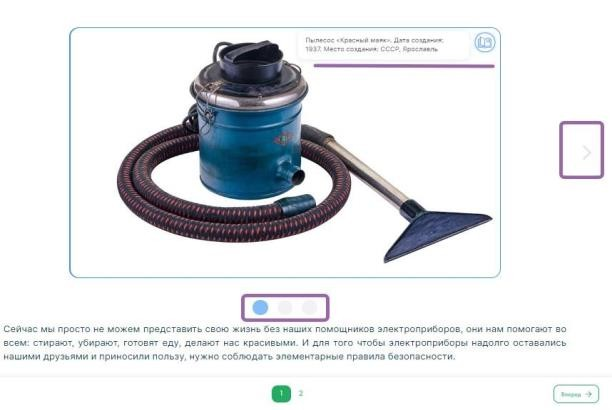 Пылесос «Красный маяк». Дата создания:
1937. Место создания: СССР, Ярославль
Сейчас мы просто не можем представить свою жизнь без наших помощников электроприборов, они нам помогают во
всем: стирают, убирают, готовят еду, делают нас красивыми. И для того чтобы электроприборы надолго оставались
нашими друзьями и приносили пользу, нужно соблюдать элементарные правила безопасности.
1 2 Вперед